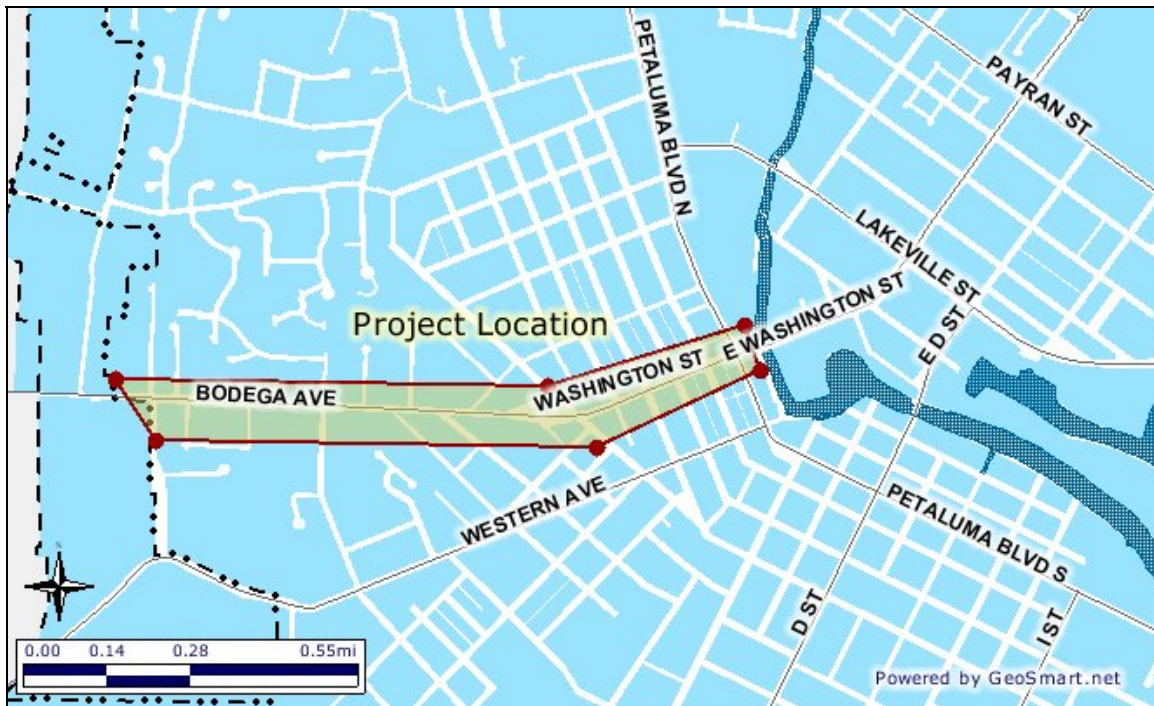 PETALUMA BLVD N
PAYRAN ST
LAKEVILLE ST
Project Location
E WASHINGTON ST
WASHINGTON ST
E D ST
BODEGA AVE
WESTERN AVE
PETALUMA BLVD S
D ST
I ST
N
0.00 0.14 0.28 0.55mi
Powered by GeoSmart.net